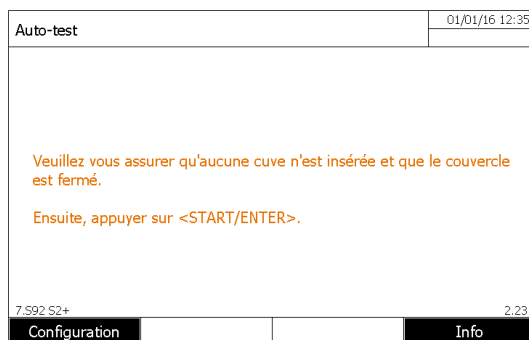 Auto-test
01/01/16 12:35
Veuillez vous assurer qu'aucune cuve n'est insérée et que le couvercle
est fermé.
Ensuite, appuyer sur <START/ENTER>.
7.S92 S2+
2.23
Configuration
Info